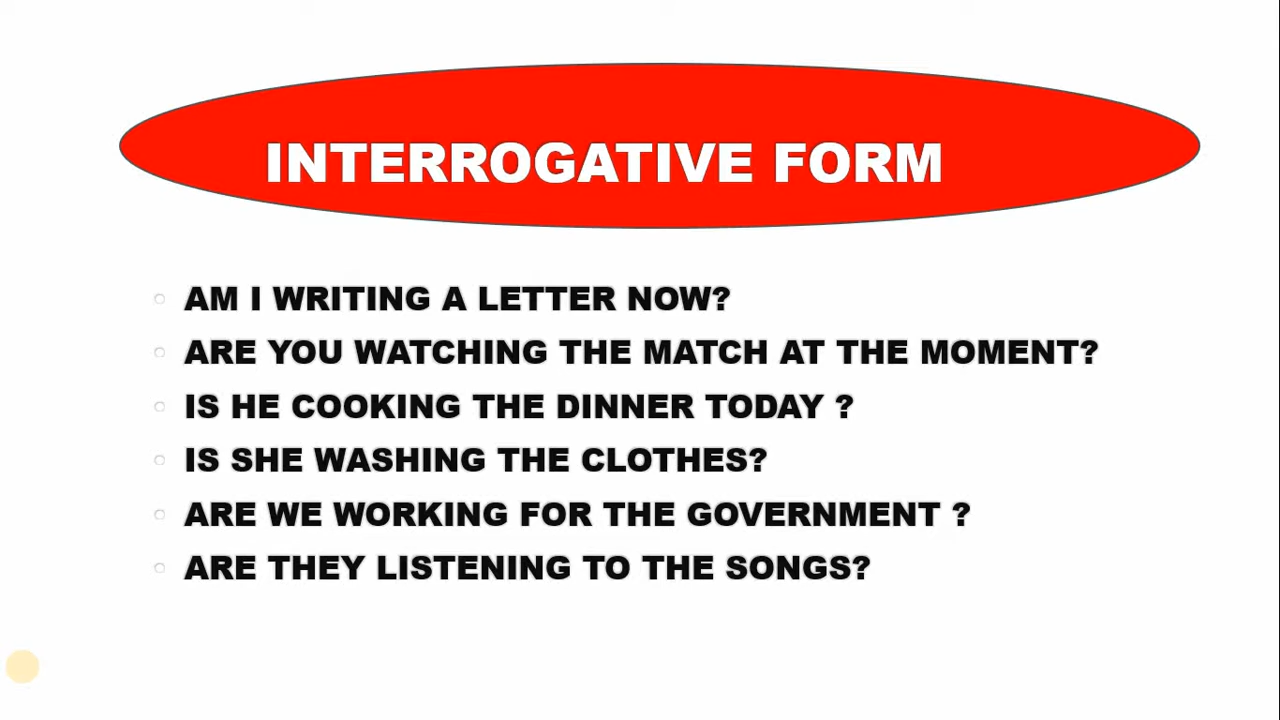 INTERROGATIVE FORM
AM I WRITING A LETTER NOW?
ARE YOU WATCHING THE MATCH AT THE MOMENT?
IS HE COOKING THE DINNER TODAY ?
IS SHE WASHING THE CLOTHES?
ARE WE WORKING FOR THE GOVERNMENT ?
ARE THEY LISTENING TO THE SONGS?